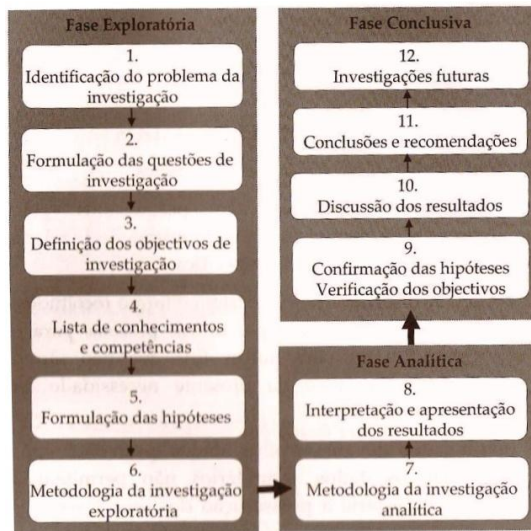 Fase Exploratória
1.
Identificação do problema da
investigação
2.
Formulação das questões de
investigação
3.
Definição dos objectivos de
investigação
4.
Lista de conhecimentos
e competências
5.
Formulação das hipóteses
6.
Metodologia da investigação
exploratória
Fase Analítica
7.
Metodologia da investigação
analítica
8.
Interpretação e apresentação
dos resultados
Fase Conclusiva
9.
Confirmação das hipóteses
Verificação dos objectivos
10.
Discussão dos resultados
11.
Conclusões e recomendações
12.
Investigações futuras